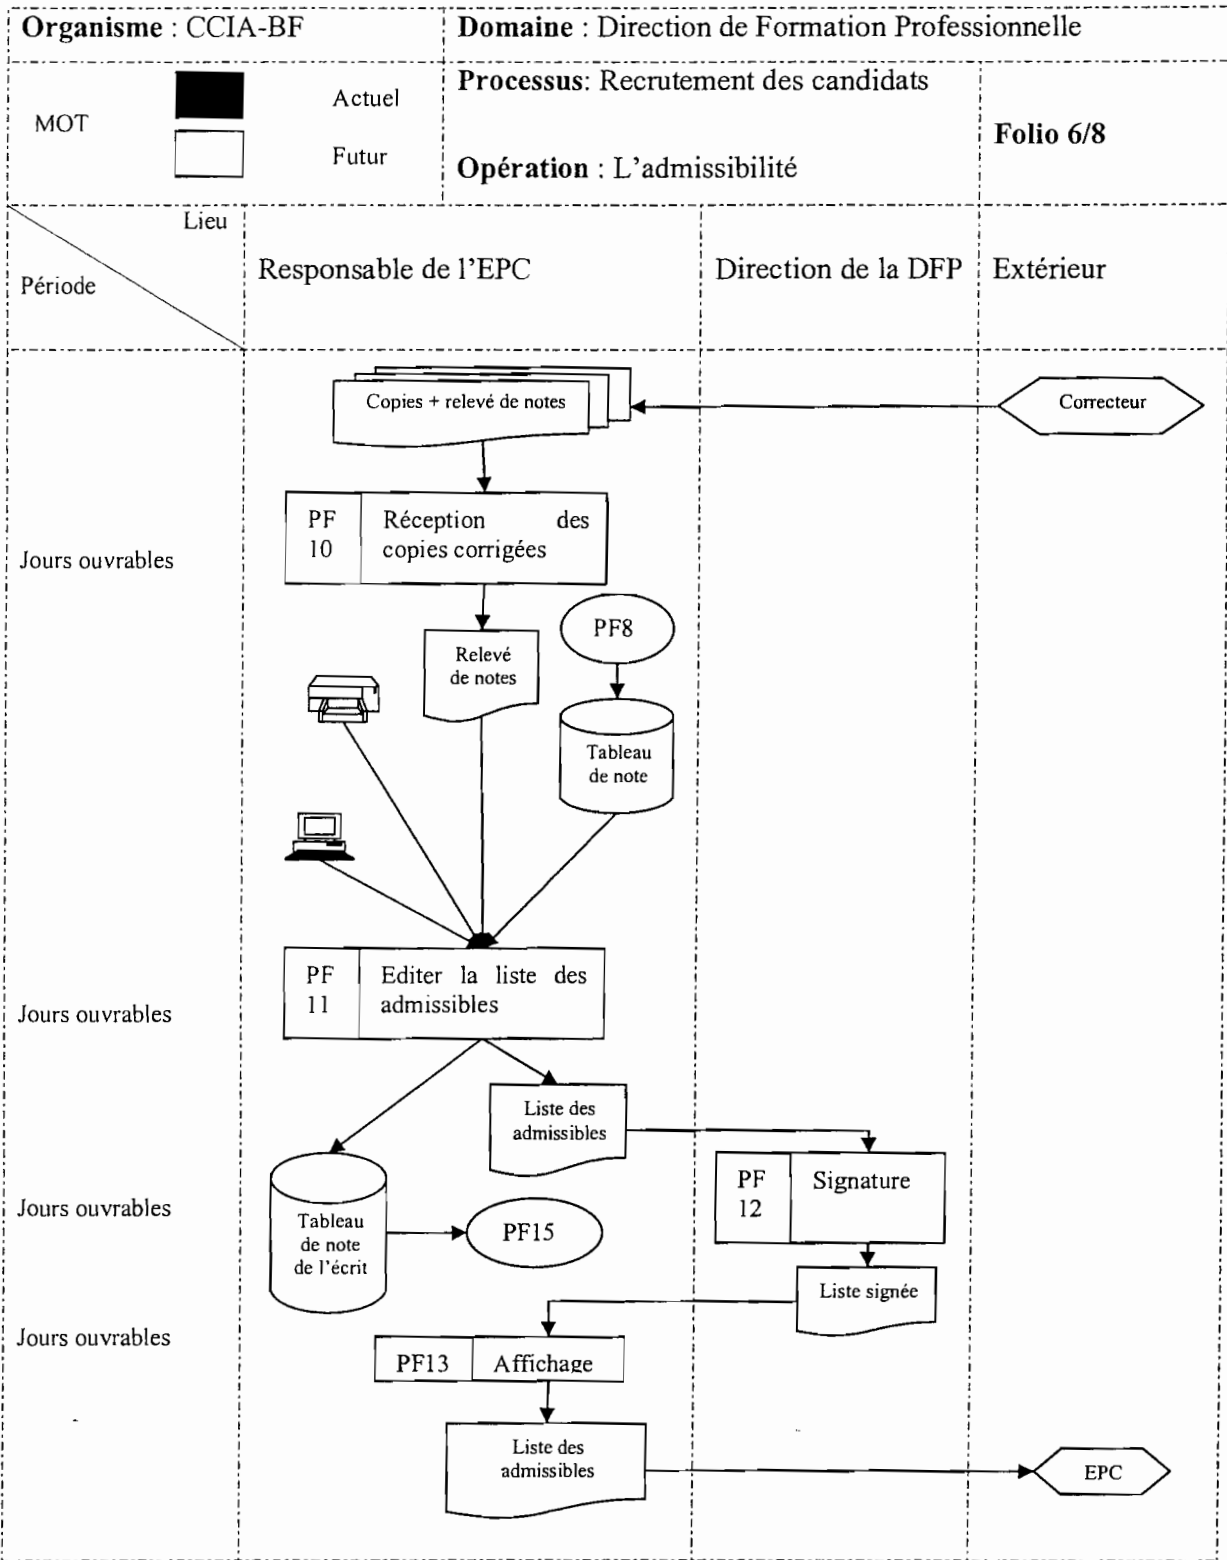 Organisme : CCIA-BF
Domaine : Direction de Formation Professionnelle
MOT
Actuel
Futur
Processus: Recrutement des candidats
Opération : L'admissibilité
Folio 6/8
Lieu
Période
Responsable de l'EPC
Direction de la DFP
Extérieur
Copies + relevé de notes
Correcteur
PF
10
Réception des
copies corrigées
Jours ouvrables
PF8
Relevé
de notes
Tableau
de note
PF
11
Editer la liste des
admissibles
Jours ouvrables
Liste des
admissibles
PF
12
Signature
Jours ouvrables
Tableau
de note
de l'écrit
PF15
Liste signée
Jours ouvrables
PF13
Affichage
Liste des
admissibles
EPC